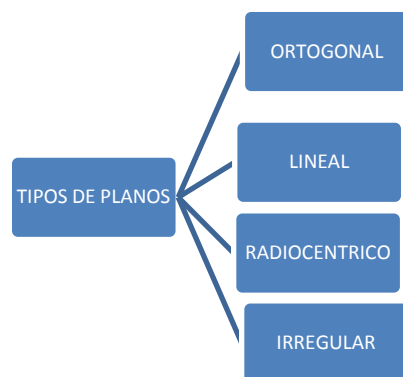 ORTOGONAL
LINEAL
TIPOS DE PLANOS
RADIOCENTRICO
IRREGULAR